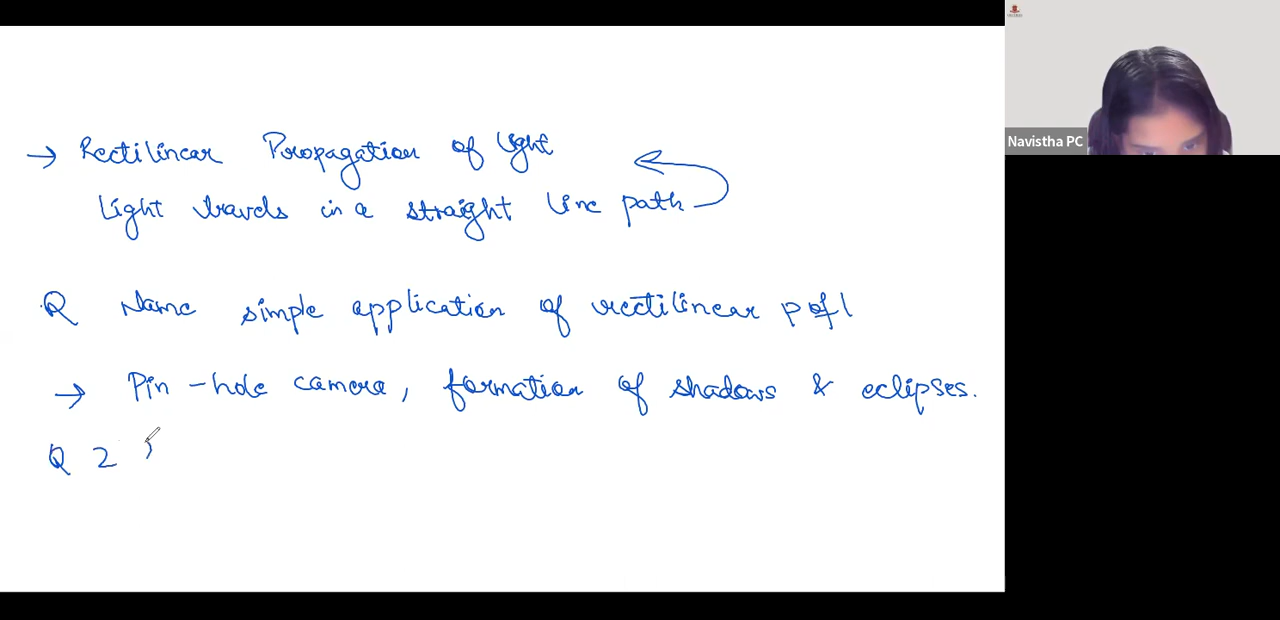 → Rectilinear Propagation of light
Light travels in a straight line path
Q Name simple application of rectilinear p of l
→ Pin-hole camera, formation of shadows & eclipses.
Q 2
Navistha PC